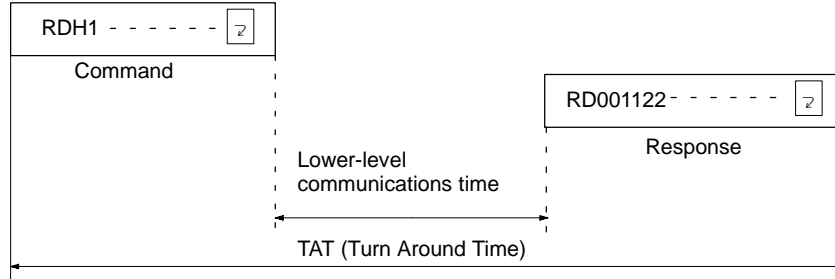 RDH1 - - - - - -
Command
RD001122 - - - - - -
Response
Lower-level
communications time
TAT (Turn Around Time)